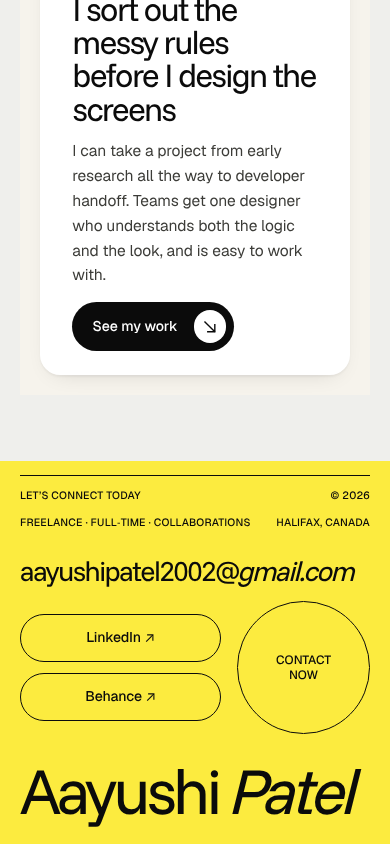 I sort out the
messy rules
before I design the
screens
I can take a project from early
research all the way to developer
handoff. Teams get one designer
who understands both the logic
and the look, and is easy to work
with.
See my work
LET'S CONNECT TODAY
© 2026
FREELANCE · FULL-TIME · COLLABORATIONS
HALIFAX, CANADA
aayushipatel2002@gmail.com
LinkedIn ↗
Behance ↗
CONTACT
NOW
Aayushi Patel